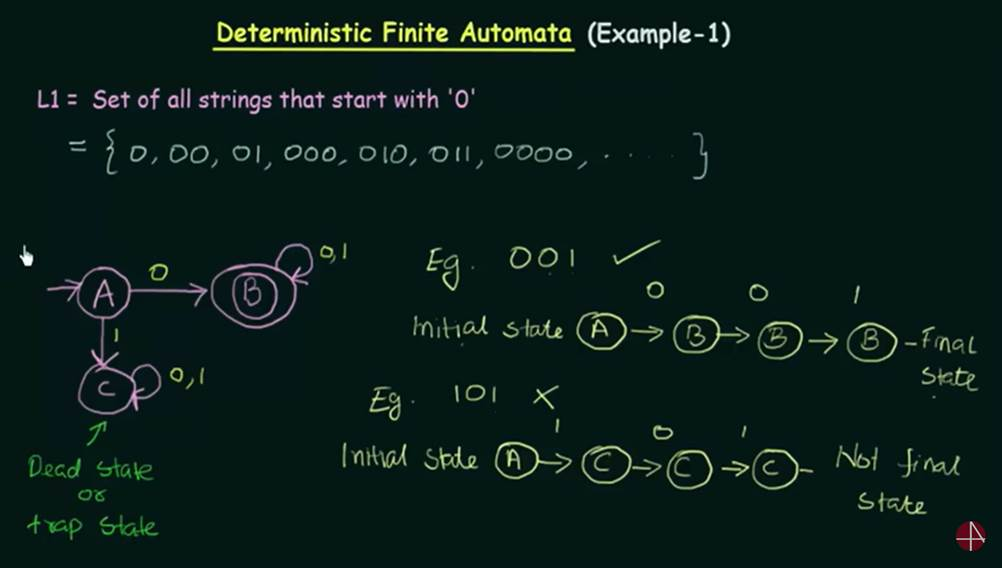 Deterministic Finite Automata (Example-1)
L1 = Set of all strings that start with '0'
= { 0, 00, 01, 000, 010, 011, 0000, ..... }
0
0,1
A
B
1
C
0,1
Dead state
or
trap state
Eg. 001 ✓
0 0 1
Initial state A → B → B → B - Final
state
Eg. 101 ✗
1 0 1
Initial state A → C → C → C - Not final
state